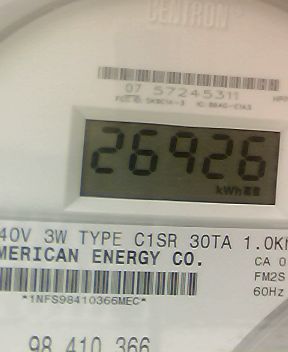 CENTRON®
07 57245311
26926
kWh
40V 3W TYPE C1SR 30TA 1.0Kh
MERICAN ENERGY CO.
CA 0
FM2S
*1NFS98410366MEC*
60Hz
98 410 366